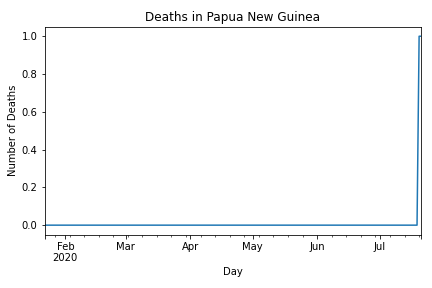 Deaths in Papua New Guinea
1.0
0.8
0.6
0.4
0.2
0.0
Number of Deaths
Feb Mar Apr May Jun Jul
2020
Day